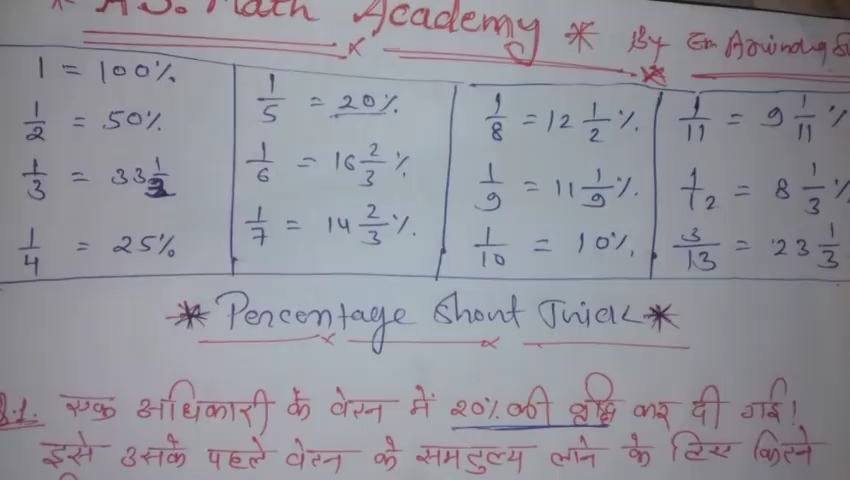 * A.S. Math Academy * By Er. Arvindra
1 = 100%
1/2 = 50%
1/3 = 33 1/3
1/4 = 25%
1/5 = 20%
1/6 = 16 2/3 %
1/7 = 14 2/3 %.
1/8 = 12 1/2 %.
1/9 = 11 1/9 %.
1/10 = 10%.
1/11 = 9 1/11 %
1/12 = 8 1/3 %
3/13 = 23 1/3
* Percentage Short Trick *
Q.1. एक अधिकारी के वेतन में 20% की वृद्धि कर दी गई।
इसे उसके पहले वेतन के समतुल्य लाने के लिए कितने